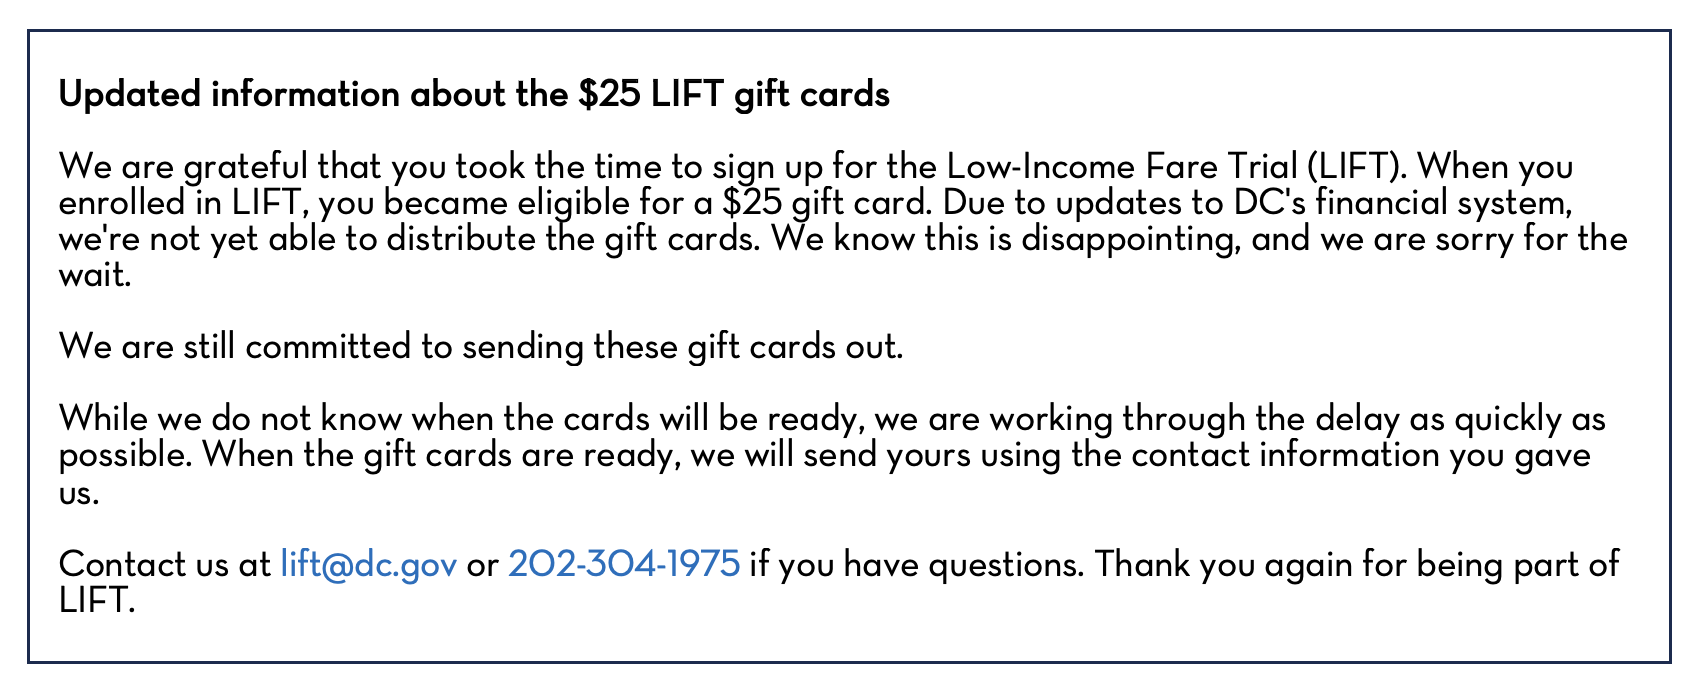 Updated information about the $25 LIFT gift cards
We are grateful that you took the time to sign up for the Low-Income Fare Trial (LIFT). When you
enrolled in LIFT, you became eligible for a $25 gift card. Due to updates to DC's financial system,
we're not yet able to distribute the gift cards. We know this is disappointing, and we are sorry for the
wait.
We are still committed to sending these gift cards out.
While we do not know when the cards will be ready, we are working through the delay as quickly as
possible. When the gift cards are ready, we will send yours using the contact information you gave
us.
Contact us at lift@dc.gov or 202-304-1975 if you have questions. Thank you again for being part of
LIFT.